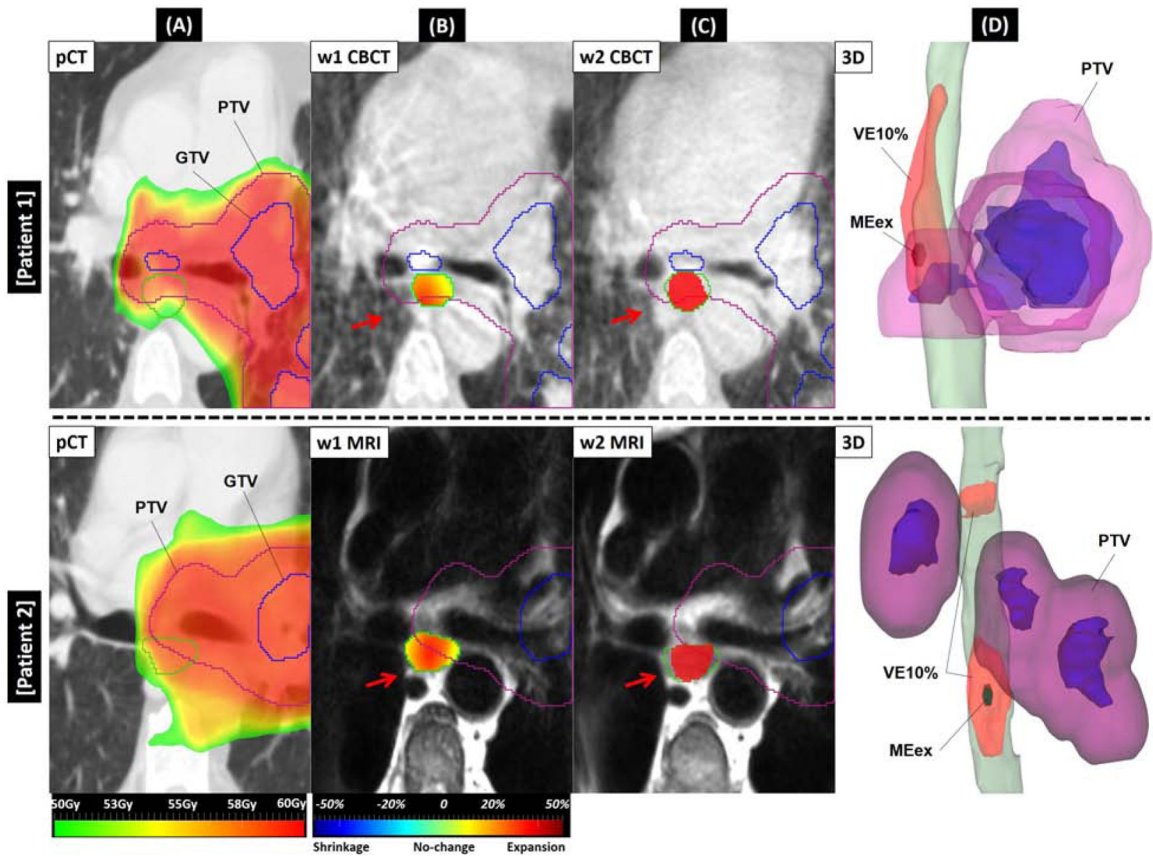 (A) (B) (C) (D)
[Patient 1]
pCT
PTV
GTV
w1 CBCT
w2 CBCT
3D
PTV
VE10%
MEex
[Patient 2]
pCT
GTV
PTV
w1 MRI
w2 MRI
3D
PTV
VE10%
MEex
50Gy 53Gy 55Gy 58Gy 60Gy
-50% -20% 0 20% 50%
Shrinkage No-change Expansion